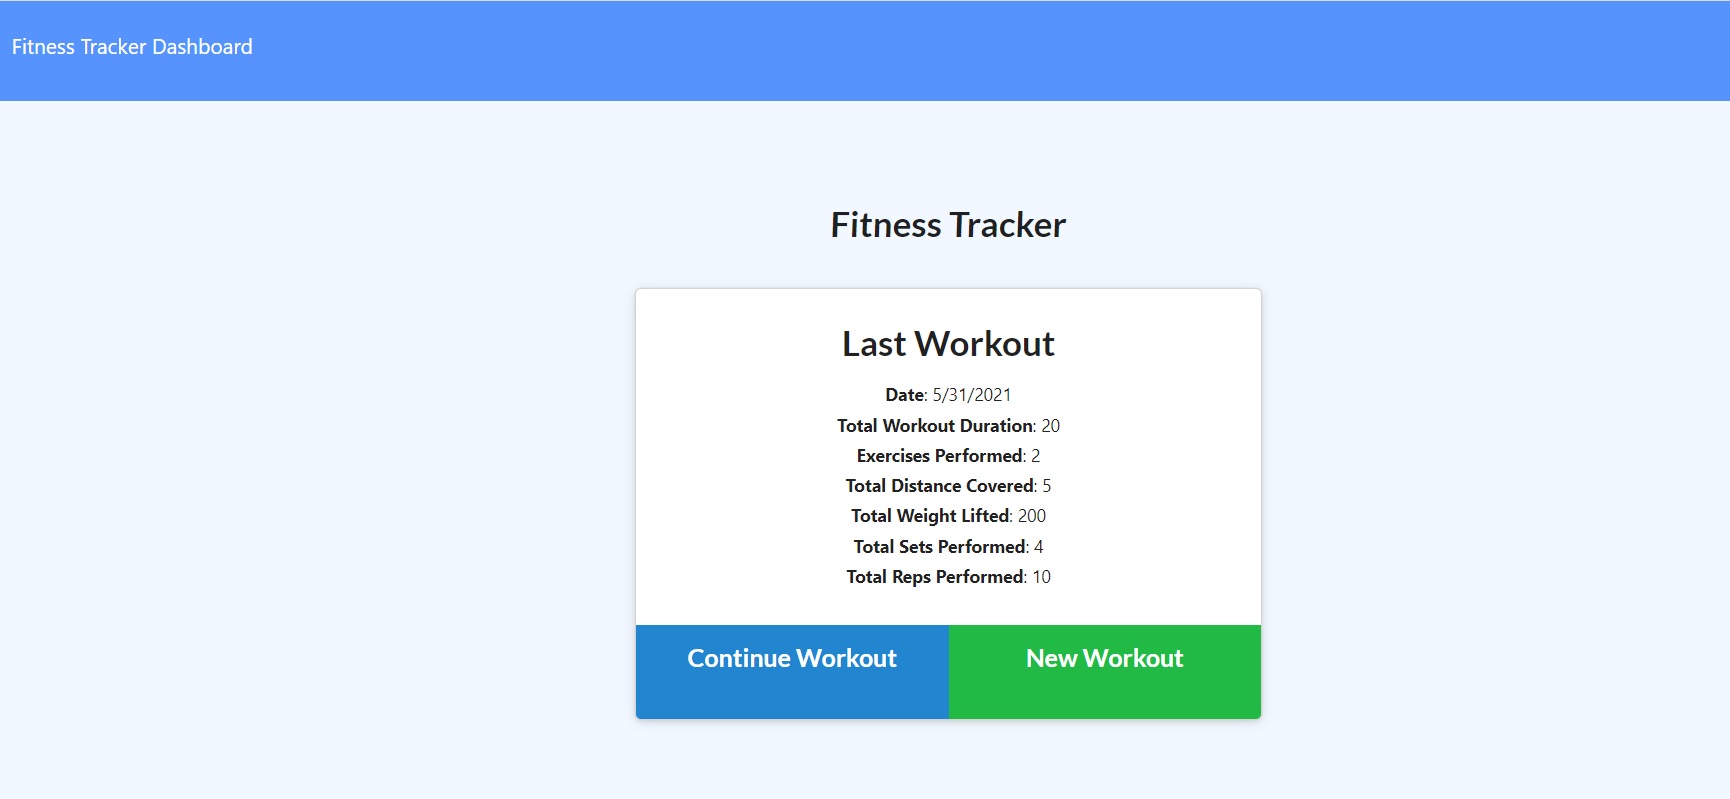 Fitness Tracker Dashboard
Fitness Tracker
Last Workout
Date: 5/31/2021
Total Workout Duration: 20
Exercises Performed: 2
Total Distance Covered: 5
Total Weight Lifted: 200
Total Sets Performed: 4
Total Reps Performed: 10
Continue Workout New Workout